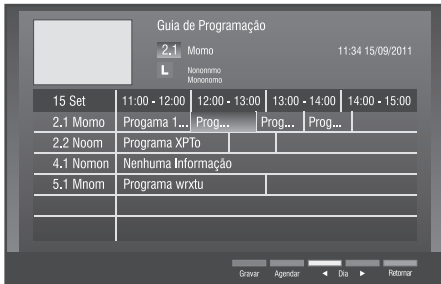 Guia de Programação
2.1 Momo 11:34 15/09/2011
L Nononnmo
Mononomo
15 Set 11:00 - 12:00 12:00 - 13:00 13:00 - 14:00 14:00 - 15:00
2.1 Momo Progama 1... Prog... Prog... Prog...
2.2 Noom Programa XPTo
4.1 Nomon Nenhuma Informação
5.1 Mnom Programa wrxtu
Gravar Agendar ◄ Dia ► Retornar